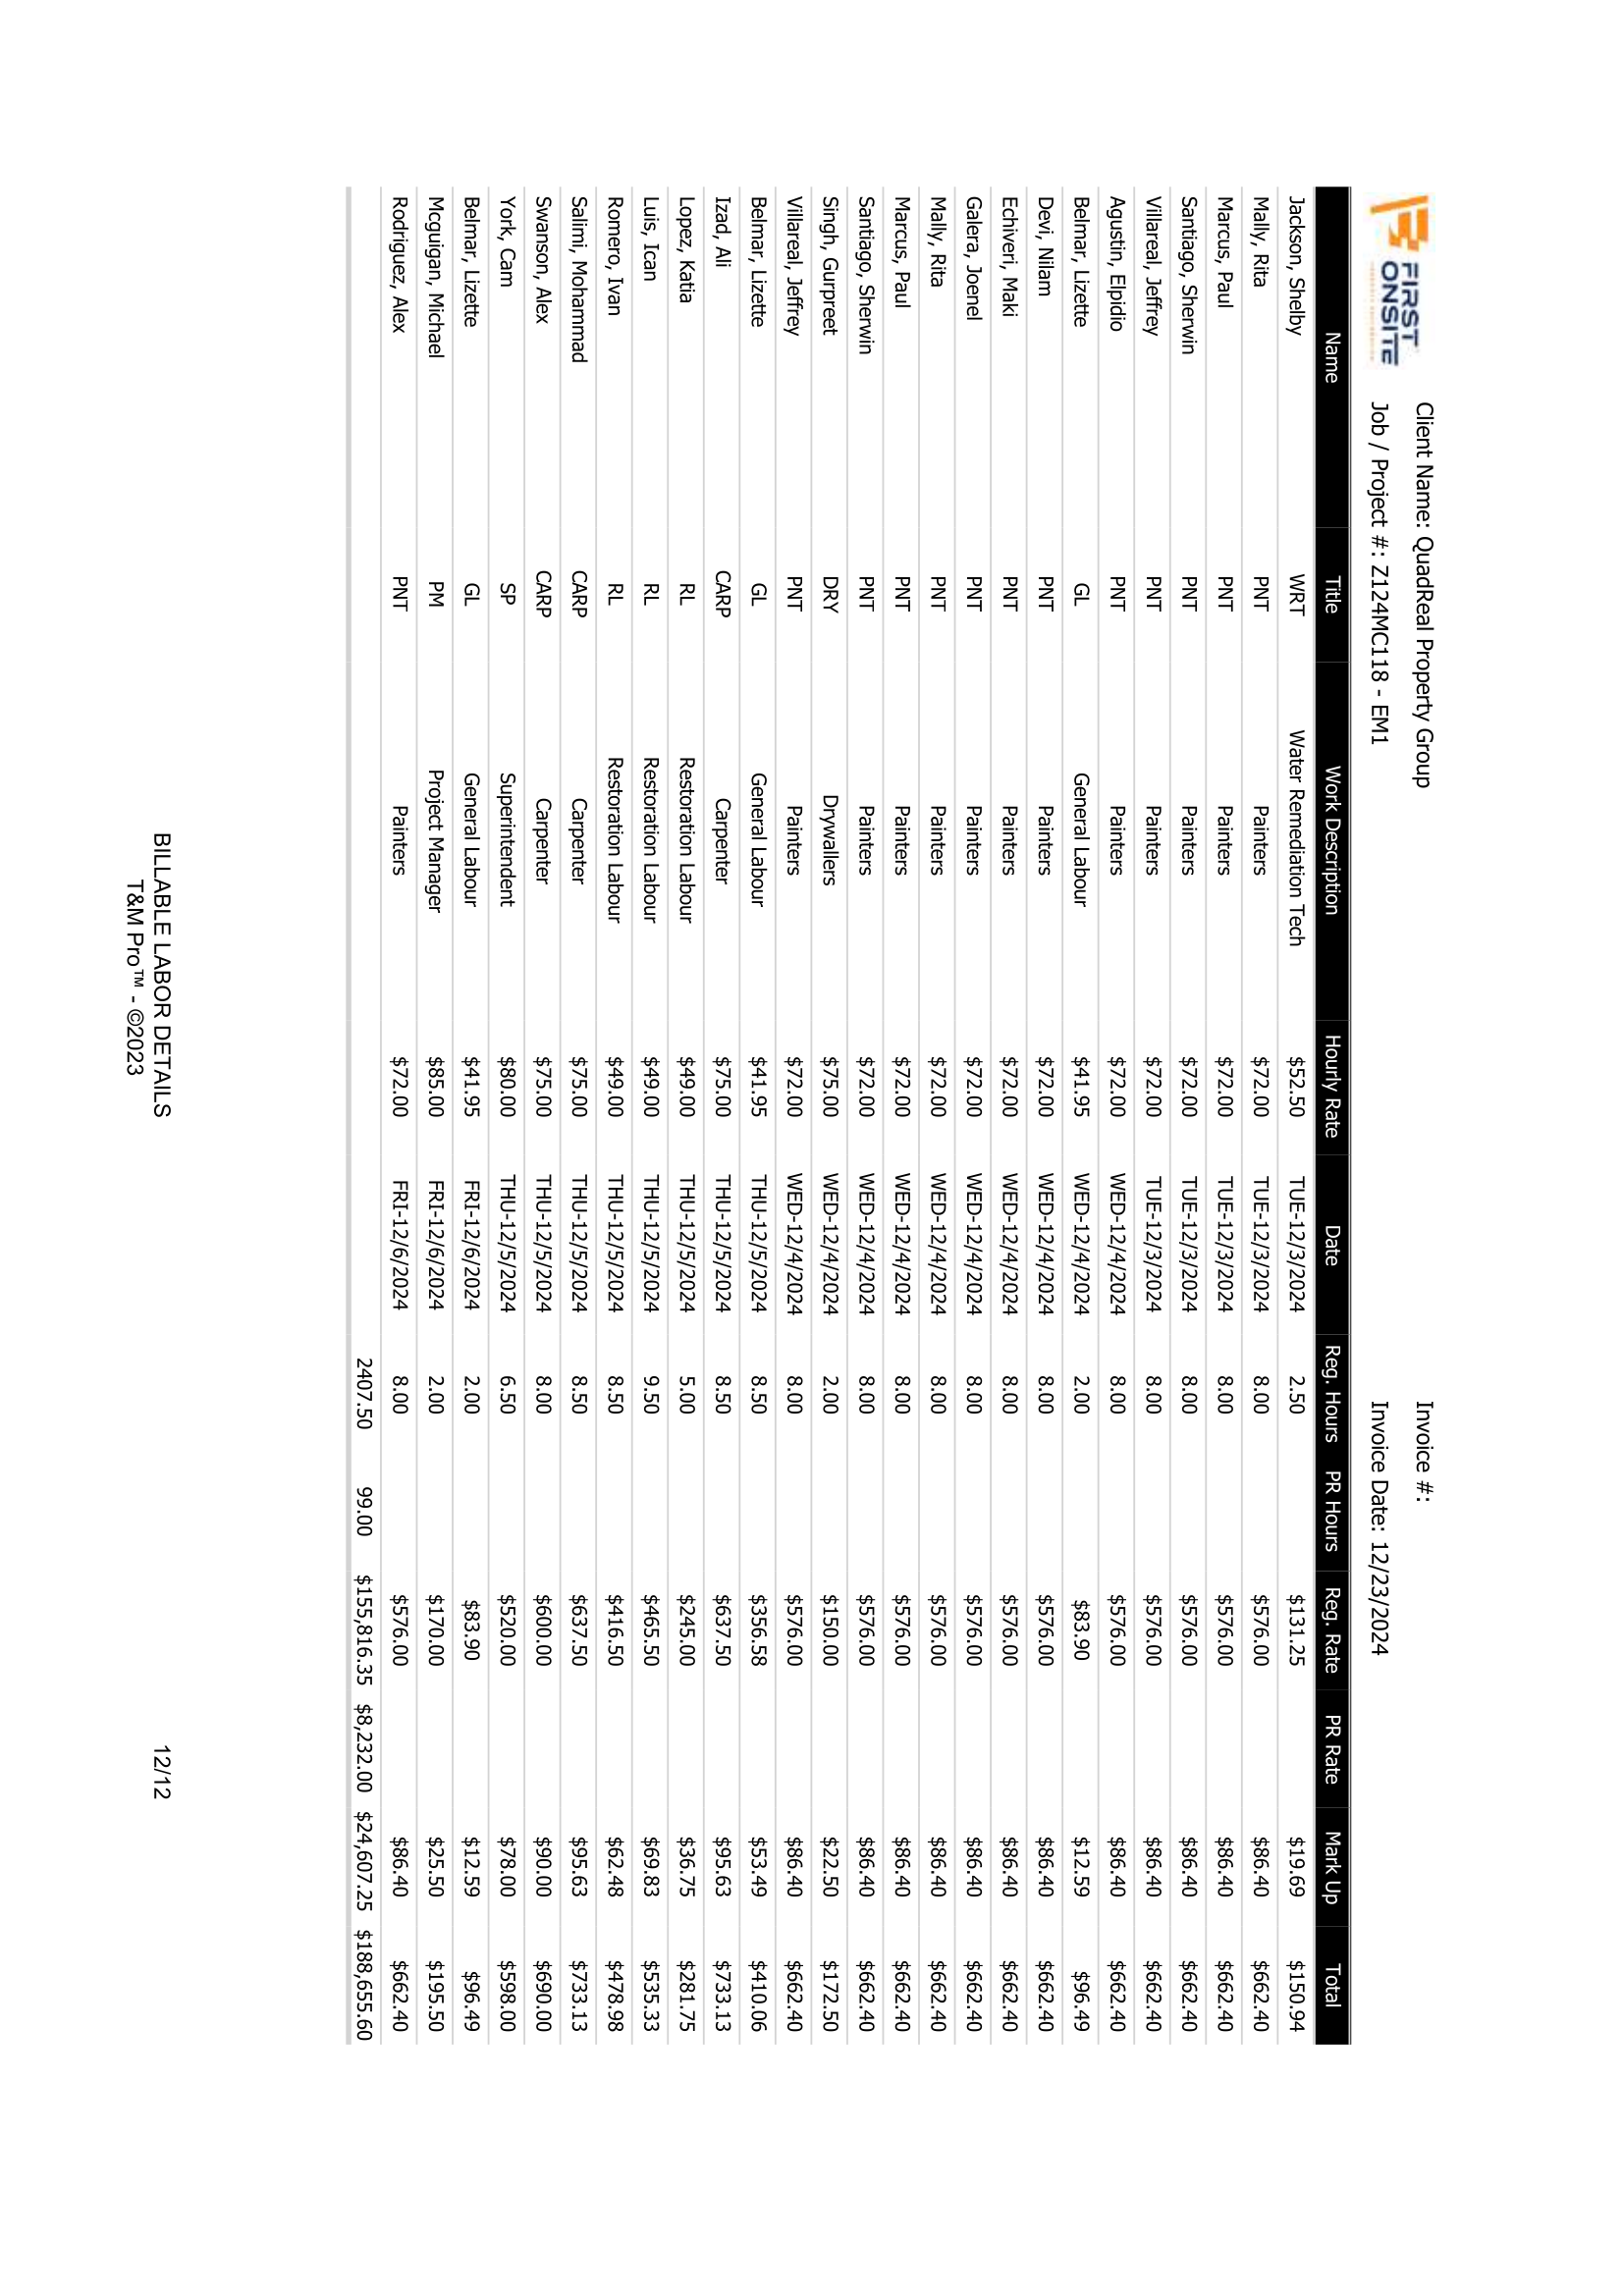 FIRST
ONSITE
Client Name: QuadReal Property Group Invoice #:
Job / Project #: Z124MC118 - EM1 Invoice Date: 12/23/2024
Name Title Work Description Hourly Rate Date Reg. Hours PR Hours Reg. Rate PR Rate Mark Up Total
Jackson, Shelby WRT Water Remediation Tech $52.50 TUE-12/3/2024 2.50 $131.25 $19.69 $150.94
Mally, Rita PNT Painters $72.00 TUE-12/3/2024 8.00 $576.00 $86.40 $662.40
Marcus, Paul PNT Painters $72.00 TUE-12/3/2024 8.00 $576.00 $86.40 $662.40
Santiago, Sherwin PNT Painters $72.00 TUE-12/3/2024 8.00 $576.00 $86.40 $662.40
Villareal, Jeffrey PNT Painters $72.00 TUE-12/3/2024 8.00 $576.00 $86.40 $662.40
Agustin, Elpidio PNT Painters $72.00 WED-12/4/2024 8.00 $576.00 $86.40 $662.40
Belmar, Lizette GL General Labour $41.95 WED-12/4/2024 2.00 $83.90 $12.59 $96.49
Devi, Nilam PNT Painters $72.00 WED-12/4/2024 8.00 $576.00 $86.40 $662.40
Echiveri, Maki PNT Painters $72.00 WED-12/4/2024 8.00 $576.00 $86.40 $662.40
Galera, Joenel PNT Painters $72.00 WED-12/4/2024 8.00 $576.00 $86.40 $662.40
Mally, Rita PNT Painters $72.00 WED-12/4/2024 8.00 $576.00 $86.40 $662.40
Marcus, Paul PNT Painters $72.00 WED-12/4/2024 8.00 $576.00 $86.40 $662.40
Santiago, Sherwin PNT Painters $72.00 WED-12/4/2024 8.00 $576.00 $86.40 $662.40
Singh, Gurpreet DRY Drywallers $75.00 WED-12/4/2024 2.00 $150.00 $22.50 $172.50
Villareal, Jeffrey PNT Painters $72.00 WED-12/4/2024 8.00 $576.00 $86.40 $662.40
Belmar, Lizette GL General Labour $41.95 THU-12/5/2024 8.50 $356.58 $53.49 $410.06
Izad, Ali CARP Carpenter $75.00 THU-12/5/2024 8.50 $637.50 $95.63 $733.13
Lopez, Katia RL Restoration Labour $49.00 THU-12/5/2024 5.00 $245.00 $36.75 $281.75
Luis, Ican RL Restoration Labour $49.00 THU-12/5/2024 9.50 $465.50 $69.83 $535.33
Romero, Ivan RL Restoration Labour $49.00 THU-12/5/2024 8.50 $416.50 $62.48 $478.98
Salimi, Mohammad CARP Carpenter $75.00 THU-12/5/2024 8.50 $637.50 $95.63 $733.13
Swanson, Alex CARP Carpenter $75.00 THU-12/5/2024 8.00 $600.00 $90.00 $690.00
York, Cam SP Superintendent $80.00 THU-12/5/2024 6.50 $520.00 $78.00 $598.00
Belmar, Lizette GL General Labour $41.95 FRI-12/6/2024 2.00 $83.90 $12.59 $96.49
Mcguigan, Michael PM Project Manager $85.00 FRI-12/6/2024 2.00 $170.00 $25.50 $195.50
Rodriguez, Alex PNT Painters $72.00 FRI-12/6/2024 8.00 $576.00 $86.40 $662.40
2407.50 99.00 $155,816.35 $8,232.00 $24,607.25 $188,655.60
BILLABLE LABOR DETAILS 12/12
T&M Pro™ - ©2023